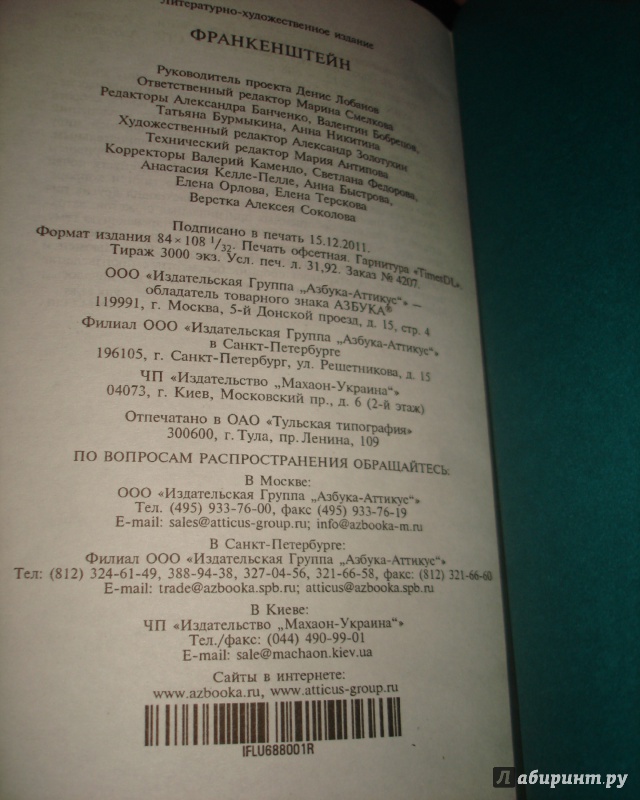 Литературно-художественное издание
ФРАНКЕНШТЕЙН
Руководитель проекта Денис Лобанов
Ответственный редактор Марина Смелкова
Редакторы Александра Банченко, Валентин Бобрецов,
Татьяна Бурмыкина, Анна Никитина
Художественный редактор Александр Золотухин
Технический редактор Мария Антипова
Корректоры Валерий Камендо, Светлана Федорова,
Анастасия Келле-Пелле, Анна Быстрова,
Елена Орлова, Елена Терскова
Верстка Алексея Соколова
Подписано в печать 15.12.2011.
Формат издания 84 × 108 1/32. Печать офсетная. Гарнитура «TimesDL».
Тираж 3000 экз. Усл. печ. л. 31,92. Заказ № 4207.
ООО «Издательская Группа „Азбука-Аттикус“» —
обладатель товарного знака АЗБУКА®
119991, г. Москва, 5-й Донской проезд, д. 15, стр. 4
Филиал ООО «Издательская Группа „Азбука-Аттикус“»
в Санкт-Петербурге
196105, г. Санкт-Петербург, ул. Решетникова, д. 15
ЧП «Издательство „Махаон-Украина“»
04073, г. Киев, Московский пр., д. 6 (2-й этаж)
Отпечатано в ОАО «Тульская типография»
300600, г. Тула, пр. Ленина, 109
ПО ВОПРОСАМ РАСПРОСТРАНЕНИЯ ОБРАЩАЙТЕСЬ:
В Москве:
ООО «Издательская Группа „Азбука-Аттикус“»
Тел. (495) 933-76-00, факс (495) 933-76-19
E-mail: sales@atticus-group.ru; info@azbooka-m.ru
В Санкт-Петербурге:
Филиал ООО «Издательская Группа „Азбука-Аттикус“»
Тел: (812) 324-61-49, 388-94-38, 327-04-56, 321-66-58, факс: (812) 321-66-60
E-mail: trade@azbooka.spb.ru; atticus@azbooka.spb.ru
В Киеве:
ЧП «Издательство „Махаон-Украина“»
Тел./факс: (044) 490-99-01
E-mail: sale@machaon.kiev.ua
Сайты в интернете:
www.azbooka.ru, www.atticus-group.ru
IFLU688001R
Лабиринт.ру